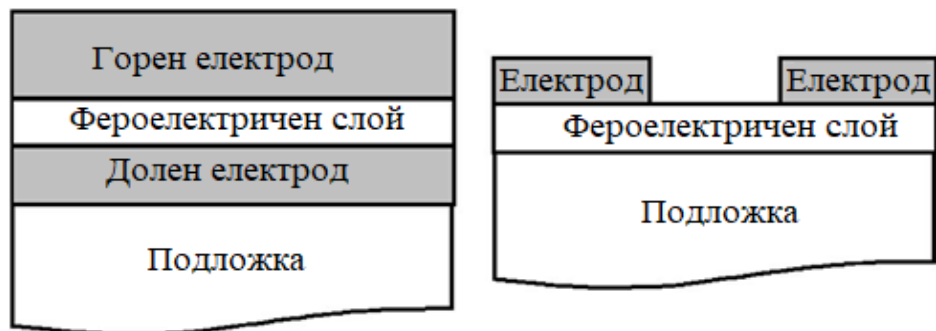 Горен електрод
Фероелектричен слой
Долен електрод
Подложка
Електрод
Електрод
Фероелектричен слой
Подложка